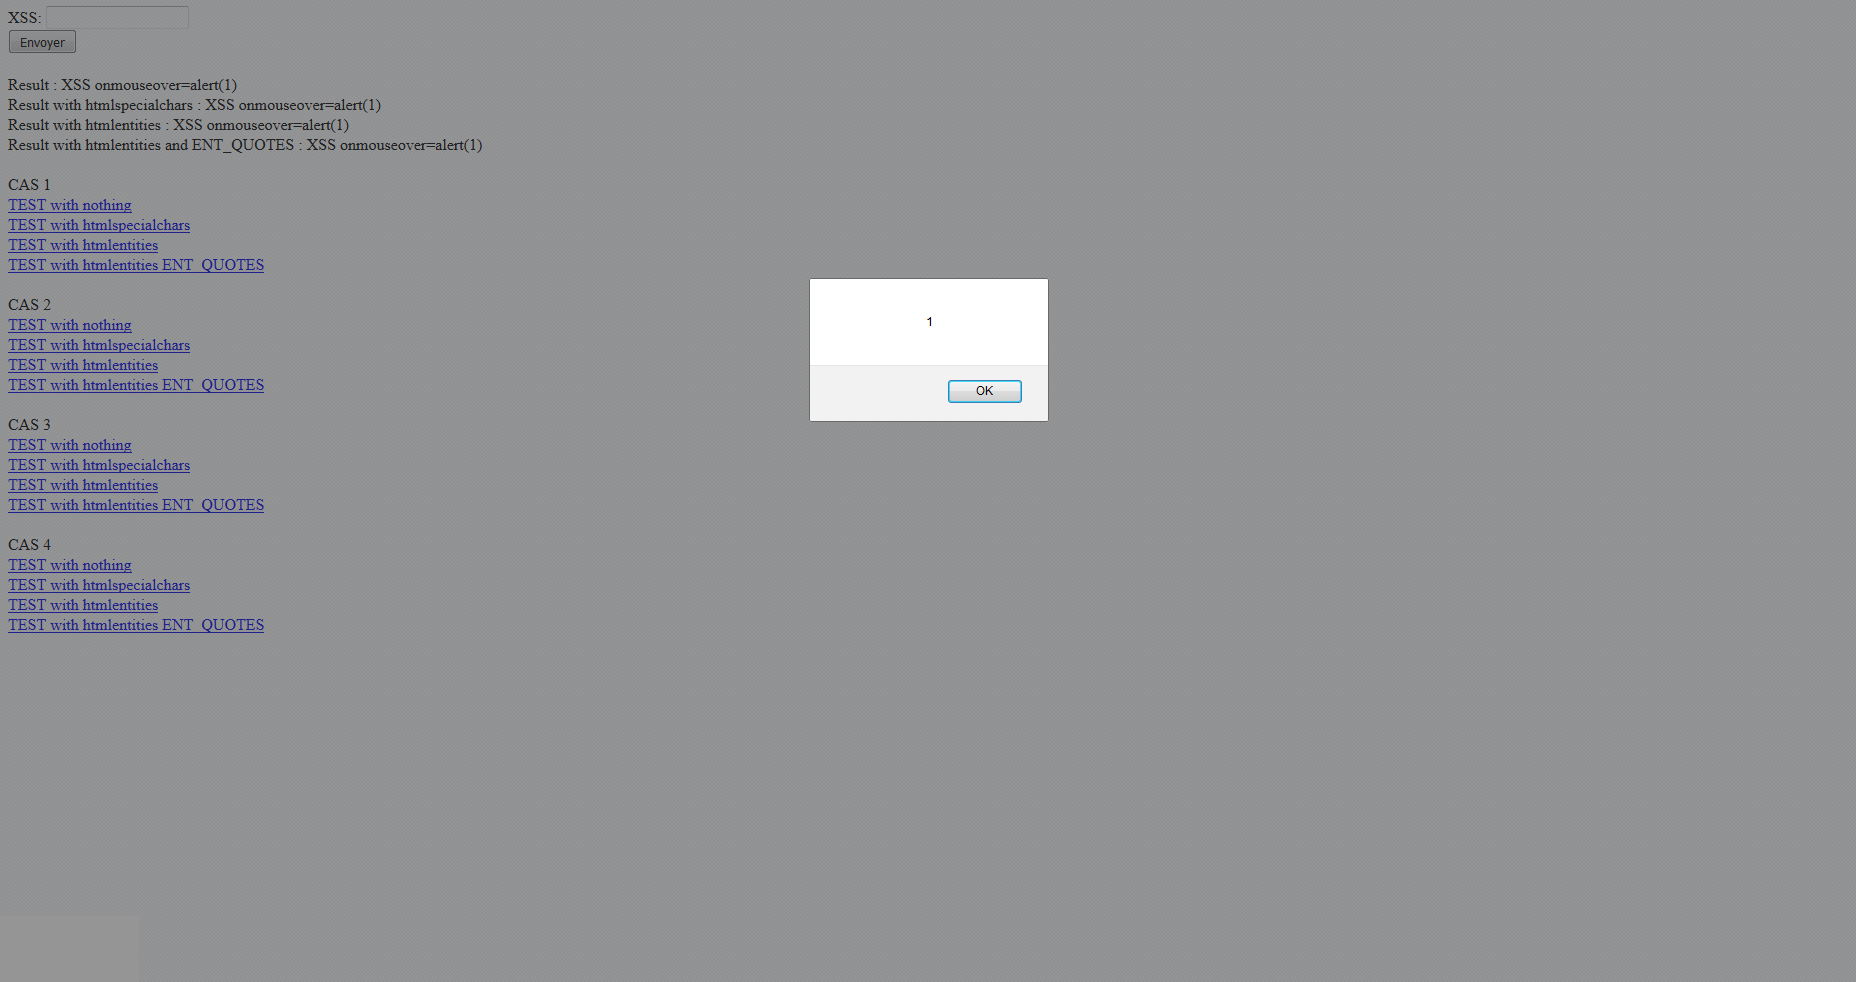 XSS:
Envoyer
Result : XSS onmouseover=alert(1)
Result with htmlspecialchars : XSS onmouseover=alert(1)
Result with htmlentities : XSS onmouseover=alert(1)
Result with htmlentities and ENT_QUOTES : XSS onmouseover=alert(1)
CAS 1
TEST with nothing
TEST with htmlspecialchars
TEST with htmlentities
TEST with htmlentities ENT_QUOTES
CAS 2
TEST with nothing
TEST with htmlspecialchars
TEST with htmlentities
TEST with htmlentities ENT_QUOTES
CAS 3
TEST with nothing
TEST with htmlspecialchars
TEST with htmlentities
TEST with htmlentities ENT_QUOTES
CAS 4
TEST with nothing
TEST with htmlspecialchars
TEST with htmlentities
TEST with htmlentities ENT_QUOTES
1
OK